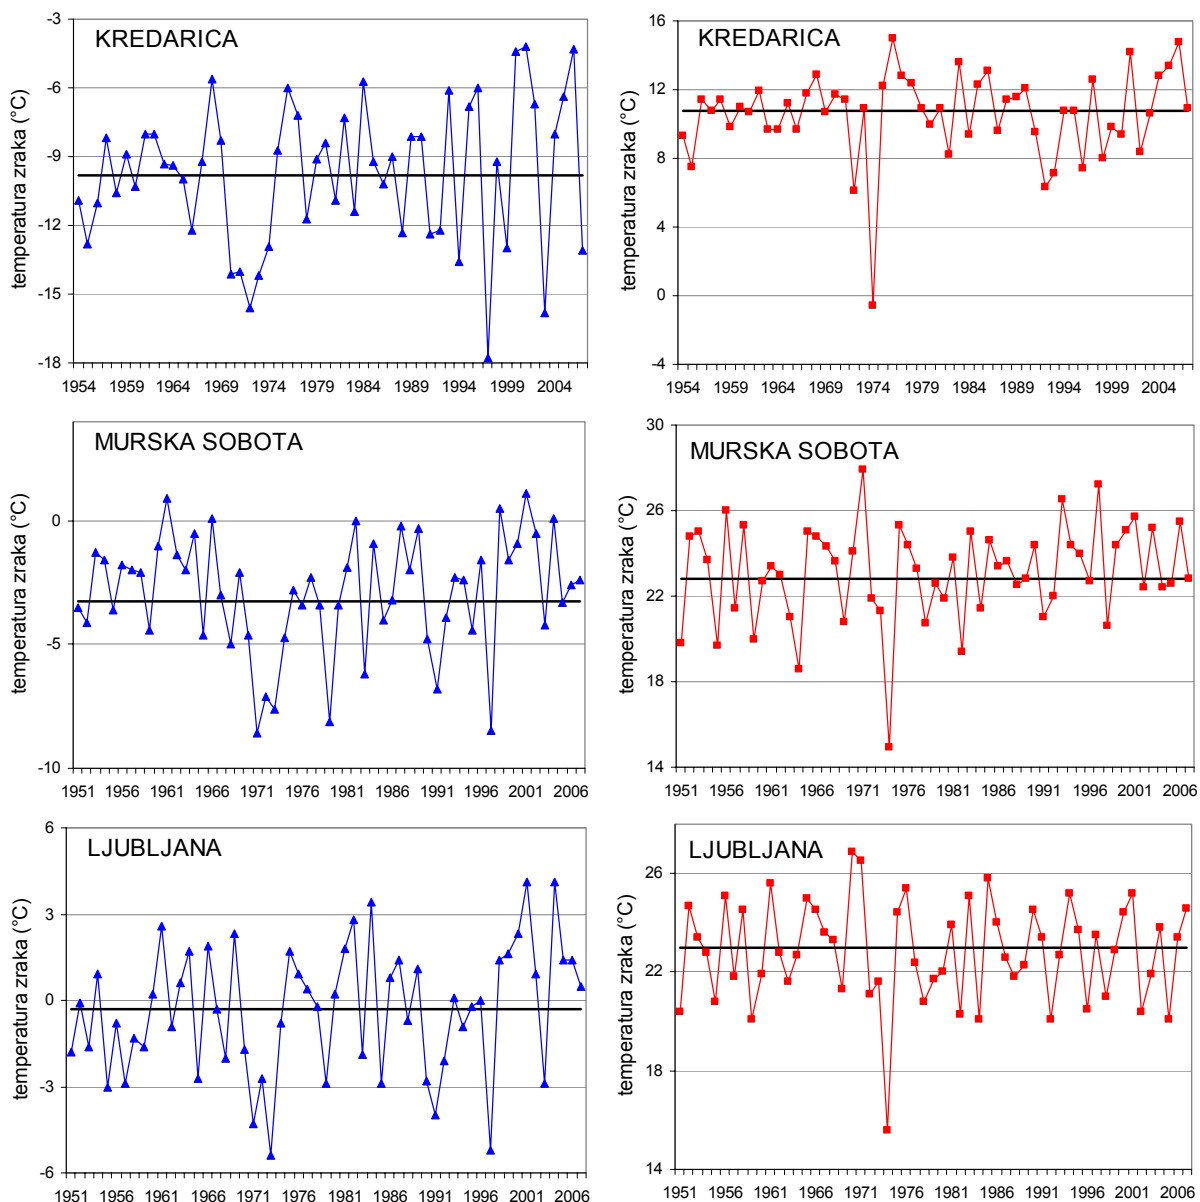 KREDARICA
temperatura zraka (°C)
-3
-6
-9
-12
-15
-18
1954 1959 1964 1969 1974 1979 1984 1989 1994 1999 2004
KREDARICA
temperatura zraka (°C)
16
12
8
4
0
-4
1954 1959 1964 1969 1974 1979 1984 1989 1994 1999 2004
MURSKA SOBOTA
temperatura zraka (°C)
0
-5
-10
1951 1956 1961 1966 1971 1976 1981 1986 1991 1996 2001 2006
MURSKA SOBOTA
temperatura zraka (°C)
30
26
22
18
14
1951 1956 1961 1966 1971 1976 1981 1986 1991 1996 2001 2006
LJUBLJANA
temperatura zraka (°C)
6
3
0
-3
-6
1951 1956 1961 1966 1971 1976 1981 1986 1991 1996 2001 2006
LJUBLJANA
temperatura zraka (°C)
26
22
18
14
1951 1956 1961 1966 1971 1976 1981 1986 1991 1996 2001 2006